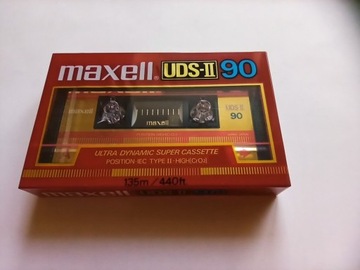 maxell. UDS-II 90
maxell
UDS II
90
maxell
ULTRA DYNAMIC SUPER CASSETTE
POSITION IEC TYPE II · HIGH(CrO₂)
135m / 440ft